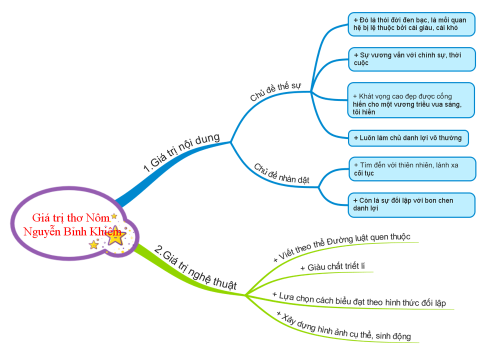 Giá trị thơ Nôm
Nguyễn Bỉnh Khiêm
1.Giá trị nội dung
Chủ đề thế sự
+ Đó là thói đời đen bạc, là mối quan
hệ bị lệ thuộc bởi cái giàu, cái khó
+ Sự vương vấn với chính sự, thời
cuộc
+ Khát vọng cao đẹp được cống
hiến cho một vương triều vua sáng,
tôi hiền
+ Luôn làm chủ danh lợi vô thường
Chủ đề nhàn dật
+ Tìm đến với thiên nhiên, lánh xa
cõi tục
+ Còn là sự đối lập với bon chen
danh lợi
2.Giá trị nghệ thuật
+ Viết theo thể Đường luật quen thuộc
+ Giàu chất triết lí
+ Lựa chọn cách biểu đạt theo hình thức đối lập
+ Xây dựng hình ảnh cụ thể, sinh động